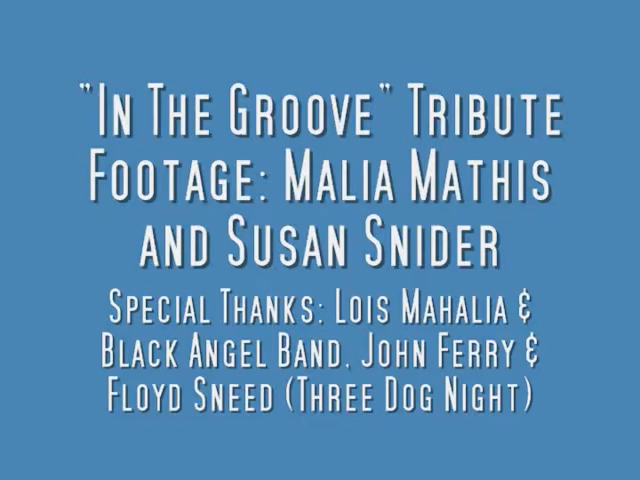 "In The Groove" Tribute
Footage: Malia Mathis
and Susan Snider
Special Thanks: Lois Mahalia &
Black Angel Band, John Ferry &
Floyd Sneed (Three Dog Night)